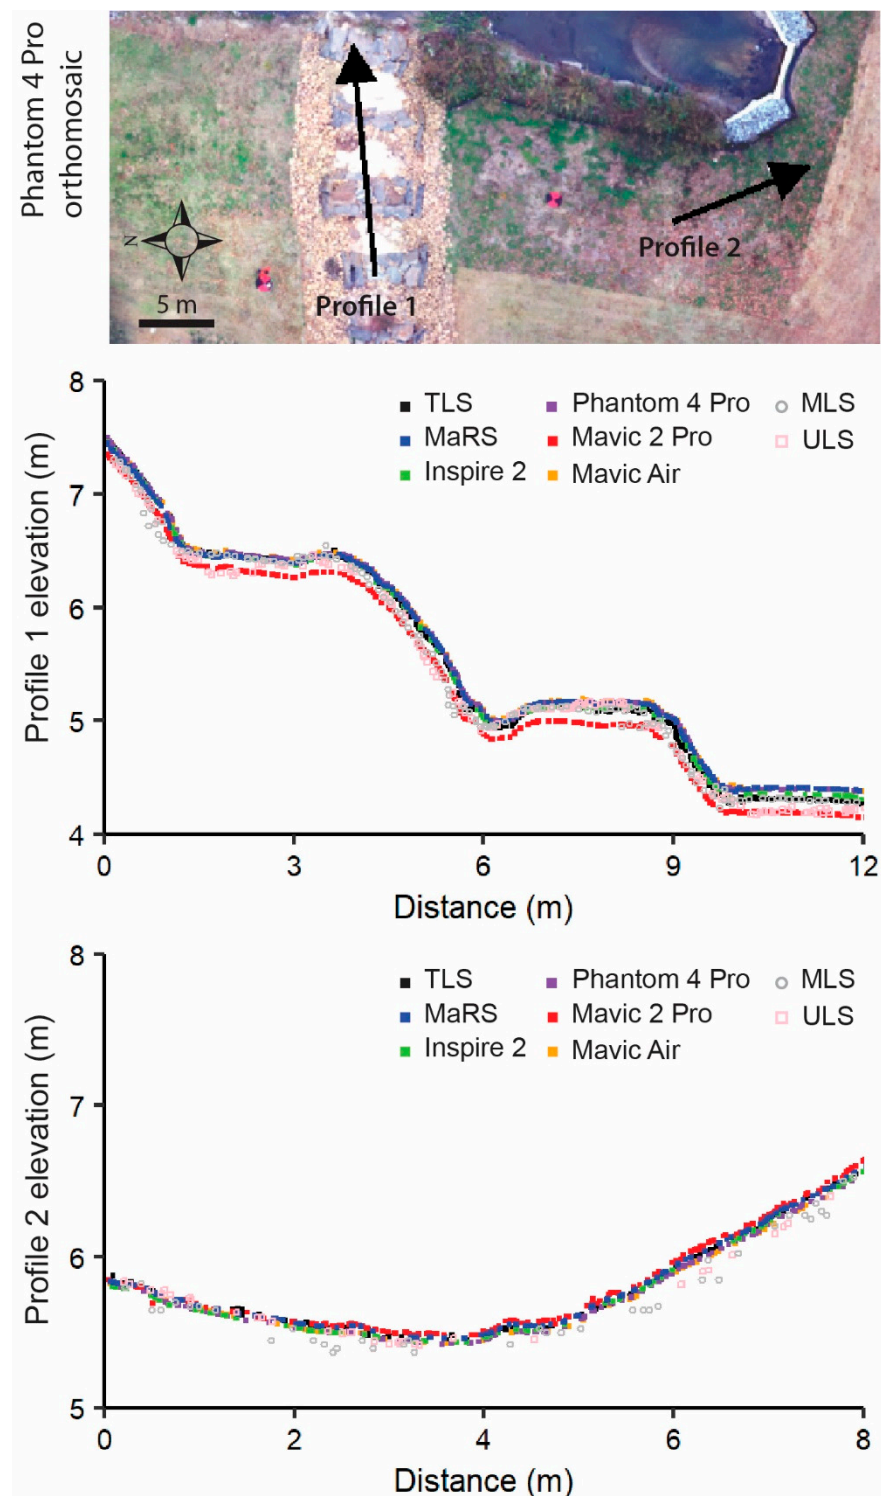 Phantom 4 Pro
orthomosaic
N
5 m
Profile 1
Profile 2
8
7
6
5
4
Profile 1 elevation (m)
TLS
MaRS
Inspire 2
Phantom 4 Pro
Mavic 2 Pro
Mavic Air
MLS
ULS
0 3 6 9 12
Distance (m)
8
7
6
5
Profile 2 elevation (m)
TLS
MaRS
Inspire 2
Phantom 4 Pro
Mavic 2 Pro
Mavic Air
MLS
ULS
0 2 4 6 8
Distance (m)